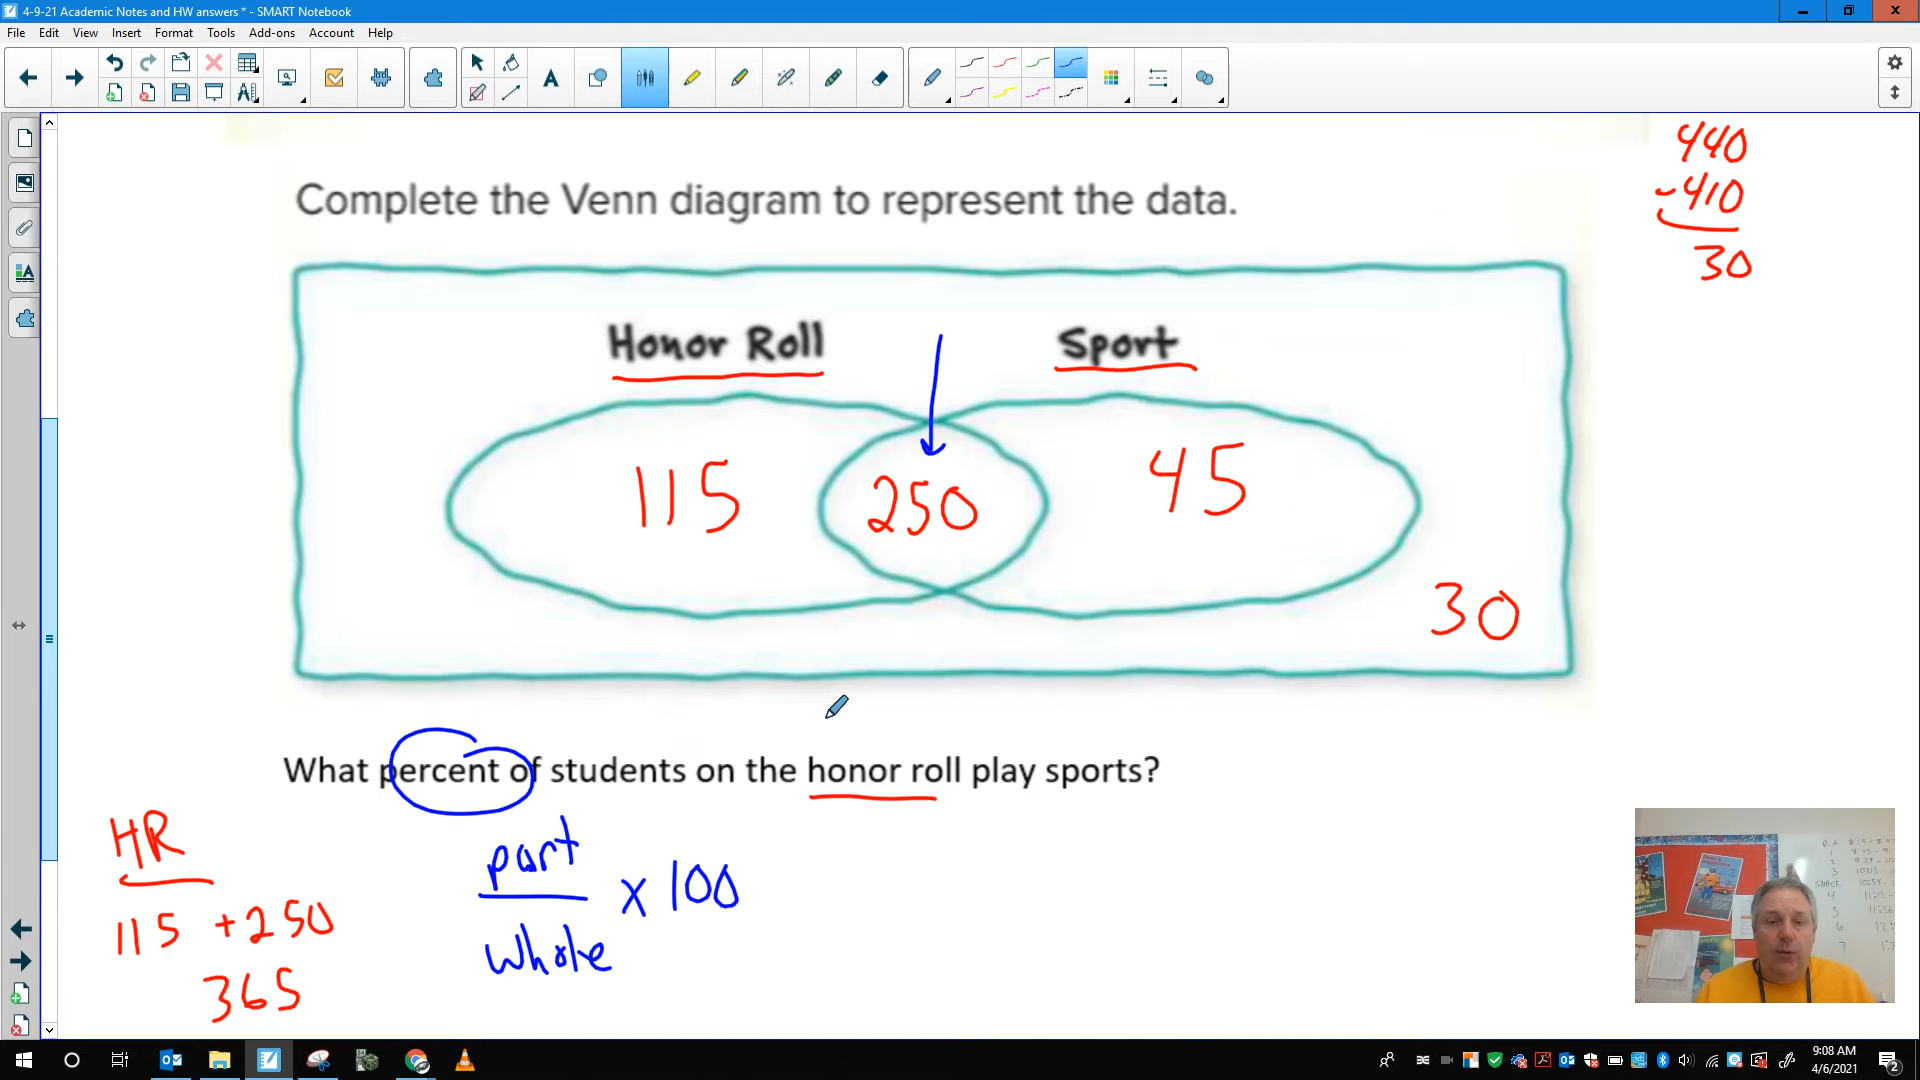 4-9-21 Academic Notes and HW answers * - SMART Notebook
File Edit View Insert Format Tools Add-ons Account Help
440
- 410
30
Complete the Venn diagram to represent the data.
Honor Roll Sport
115 250 45
30
What percent of students on the honor roll play sports?
HR
115 + 250
365
part
whole
x 100
SNACK
9:08 AM
4/6/2021
2